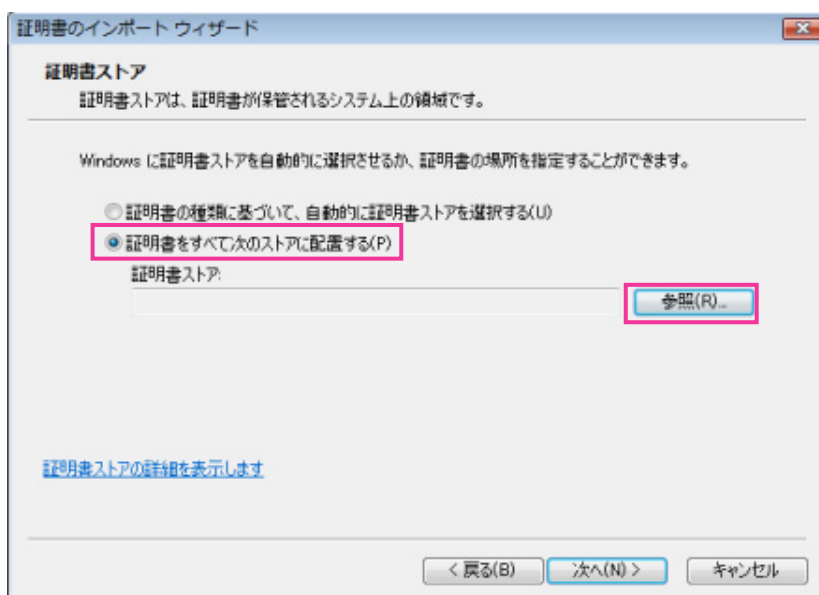 証明書のインポート ウィザード
証明書ストア
証明書ストアは、証明書が保管されるシステム上の領域です。
Windows に証明書ストアを自動的に選択させるか、証明書の場所を指定することができます。
証明書の種類に基づいて、自動的に証明書ストアを選択する(U)
証明書をすべて次のストアに配置する(P)
証明書ストア:
参照(R)...
証明書ストアの詳細を表示します
< 戻る(B) 次へ(N) > キャンセル